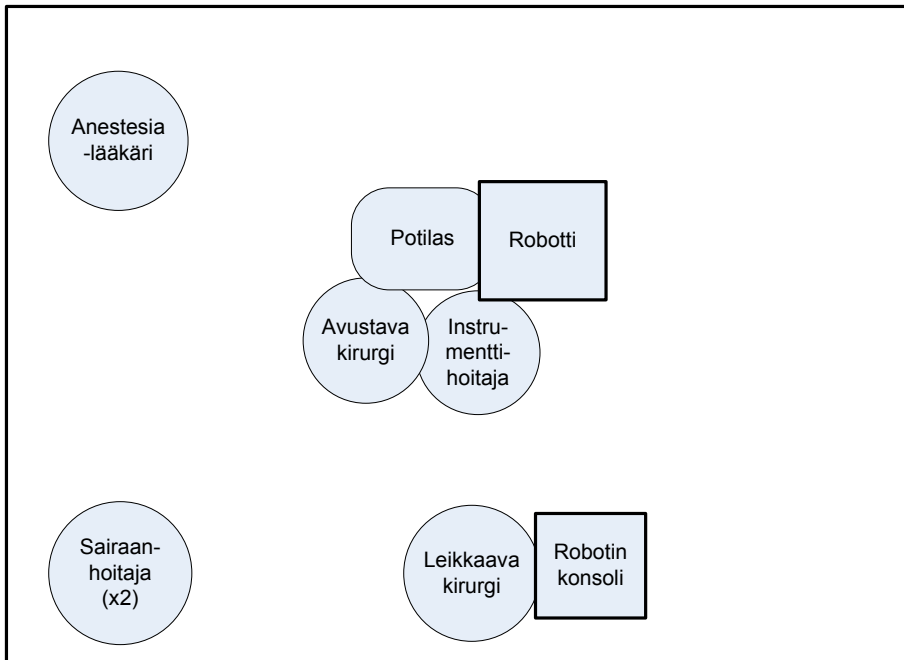 Anestesia
-lääkäri
Potilas
Robotti
Avustava
kirurgi
Instru-
mentti-
hoitaja
Sairaan-
hoitaja
(x2)
Leikkaava
kirurgi
Robotin
konsoli